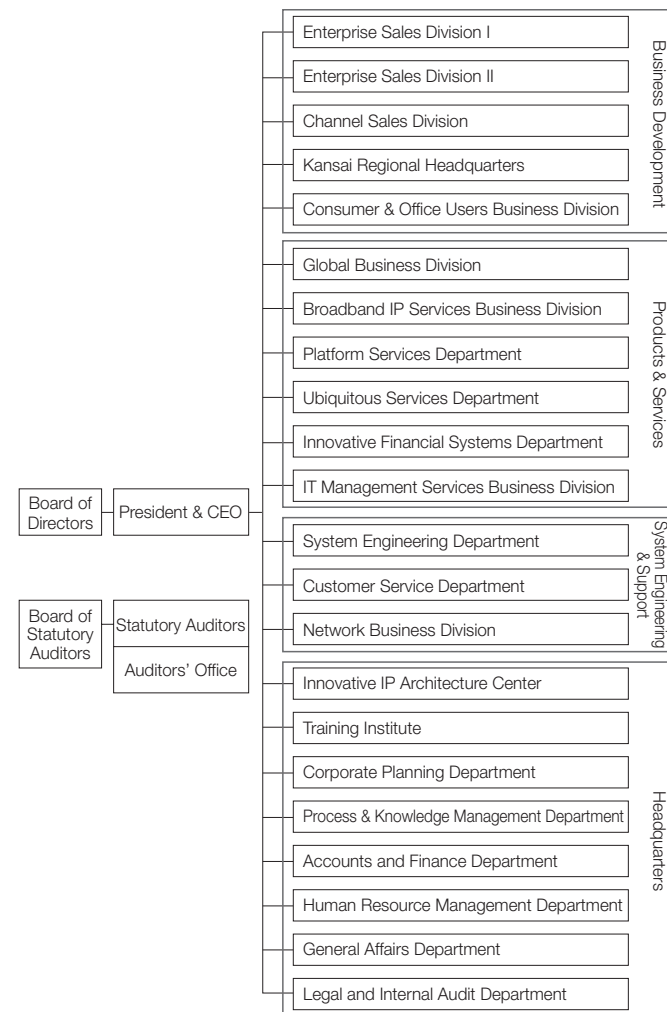 Enterprise Sales Division I
Enterprise Sales Division II
Channel Sales Division
Kansai Regional Headquarters
Consumer & Office Users Business Division
Business Development
Global Business Division
Broadband IP Services Business Division
Platform Services Department
Ubiquitous Services Department
Innovative Financial Systems Department
IT Management Services Business Division
Products & Services
Board of
Directors
President & CEO
System Engineering Department
Customer Service Department
Network Business Division
System Engineering
& Support
Board of
Statutory
Auditors
Statutory Auditors
Auditors' Office
Innovative IP Architecture Center
Training Institute
Corporate Planning Department
Process & Knowledge Management Department
Accounts and Finance Department
Human Resource Management Department
General Affairs Department
Legal and Internal Audit Department
Headquarters